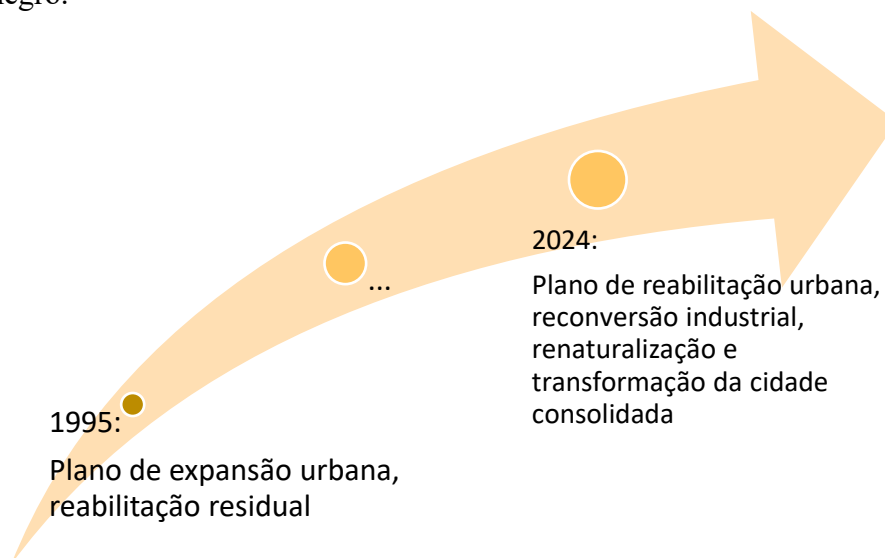 1995:
Plano de expansão urbana,
reabilitação residual
...
2024:
Plano de reabilitação urbana,
reconversão industrial,
renaturalização e
transformação da cidade
consolidada